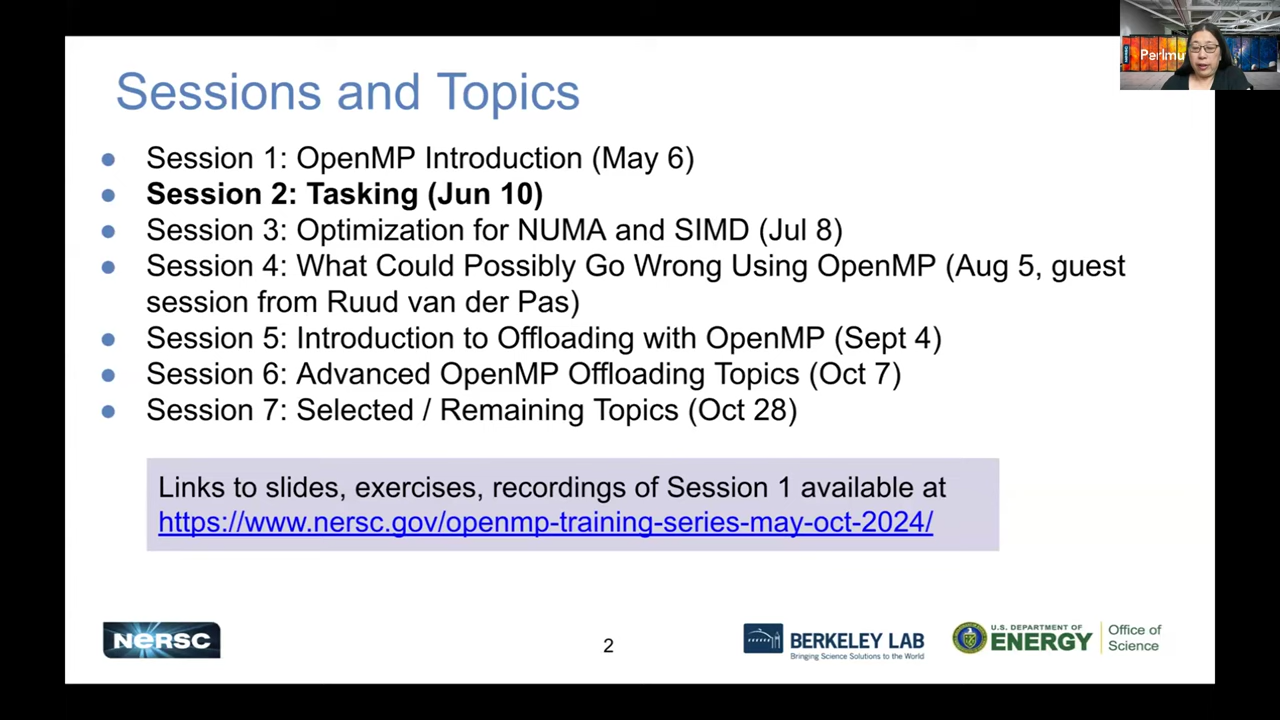 Perlmu
Sessions and Topics
Session 1: OpenMP Introduction (May 6)
Session 2: Tasking (Jun 10)
Session 3: Optimization for NUMA and SIMD (Jul 8)
Session 4: What Could Possibly Go Wrong Using OpenMP (Aug 5, guest
session from Ruud van der Pas)
Session 5: Introduction to Offloading with OpenMP (Sept 4)
Session 6: Advanced OpenMP Offloading Topics (Oct 7)
Session 7: Selected / Remaining Topics (Oct 28)
Links to slides, exercises, recordings of Session 1 available at
https://www.nersc.gov/openmp-training-series-may-oct-2024/
NERSC
2
BERKELEY LAB
Bringing Science Solutions to the World
U.S. DEPARTMENT OF
ENERGY
Office of
Science